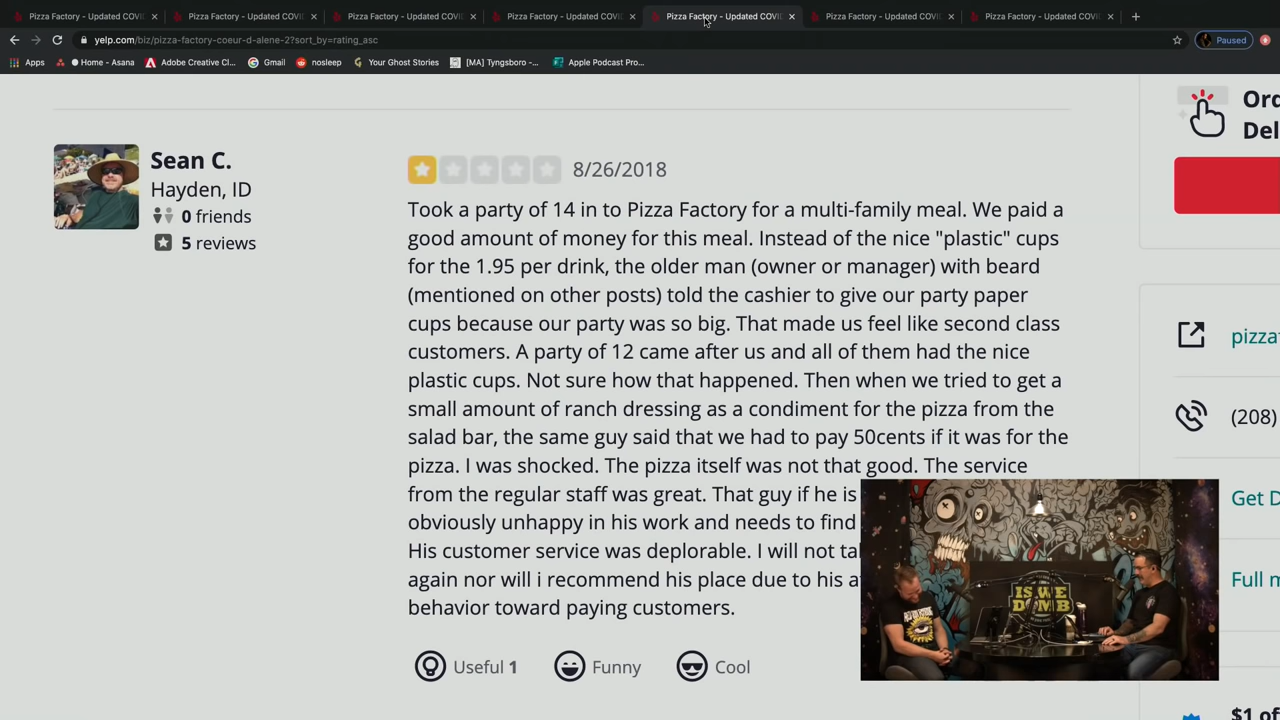 Pizza Factory - Updated COVI
Pizza Factory - Updated COVI
Pizza Factory - Updated COVI
Pizza Factory - Updated COVI
Pizza Factory - Updated COVI
Pizza Factory - Updated COVI
Pizza Factory - Updated COVI
yelp.com/biz/pizza-factory-coeur-d-alene-2?sort_by=rating_asc
Paused
Apps
Home - Asana
Adobe Creative Cl...
Gmail
nosleep
Your Ghost Stories
[MA] Tyngsboro -...
Apple Podcast Pro...
Sean C.
Hayden, ID
0 friends
5 reviews
8/26/2018
Took a party of 14 in to Pizza Factory for a multi-family meal. We paid a
good amount of money for this meal. Instead of the nice "plastic" cups
for the 1.95 per drink, the older man (owner or manager) with beard
(mentioned on other posts) told the cashier to give our party paper
cups because our party was so big. That made us feel like second class
customers. A party of 12 came after us and all of them had the nice
plastic cups. Not sure how that happened. Then when we tried to get a
small amount of ranch dressing as a condiment for the pizza from the
salad bar, the same guy said that we had to pay 50cents if it was for the
pizza. I was shocked. The pizza itself was not that good. The service
from the regular staff was great. That guy if he is
obviously unhappy in his work and needs to find
His customer service was deplorable. I will not ta
again nor will i recommend his place due to his a
behavior toward paying customers.
Useful 1
Funny
Cool
Ord
Del
pizza
(208)
Get D
Full m
$1 of
IS WE
DUMB